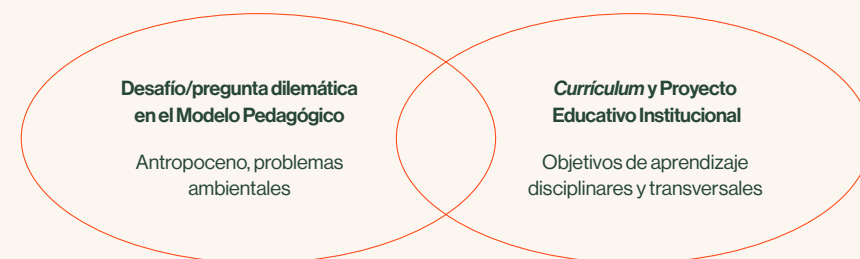 Desafío/pregunta dilemática
en el Modelo Pedagógico
Antropoceno, problemas
ambientales
Currículum y Proyecto
Educativo Institucional
Objetivos de aprendizaje
disciplinares y transversales